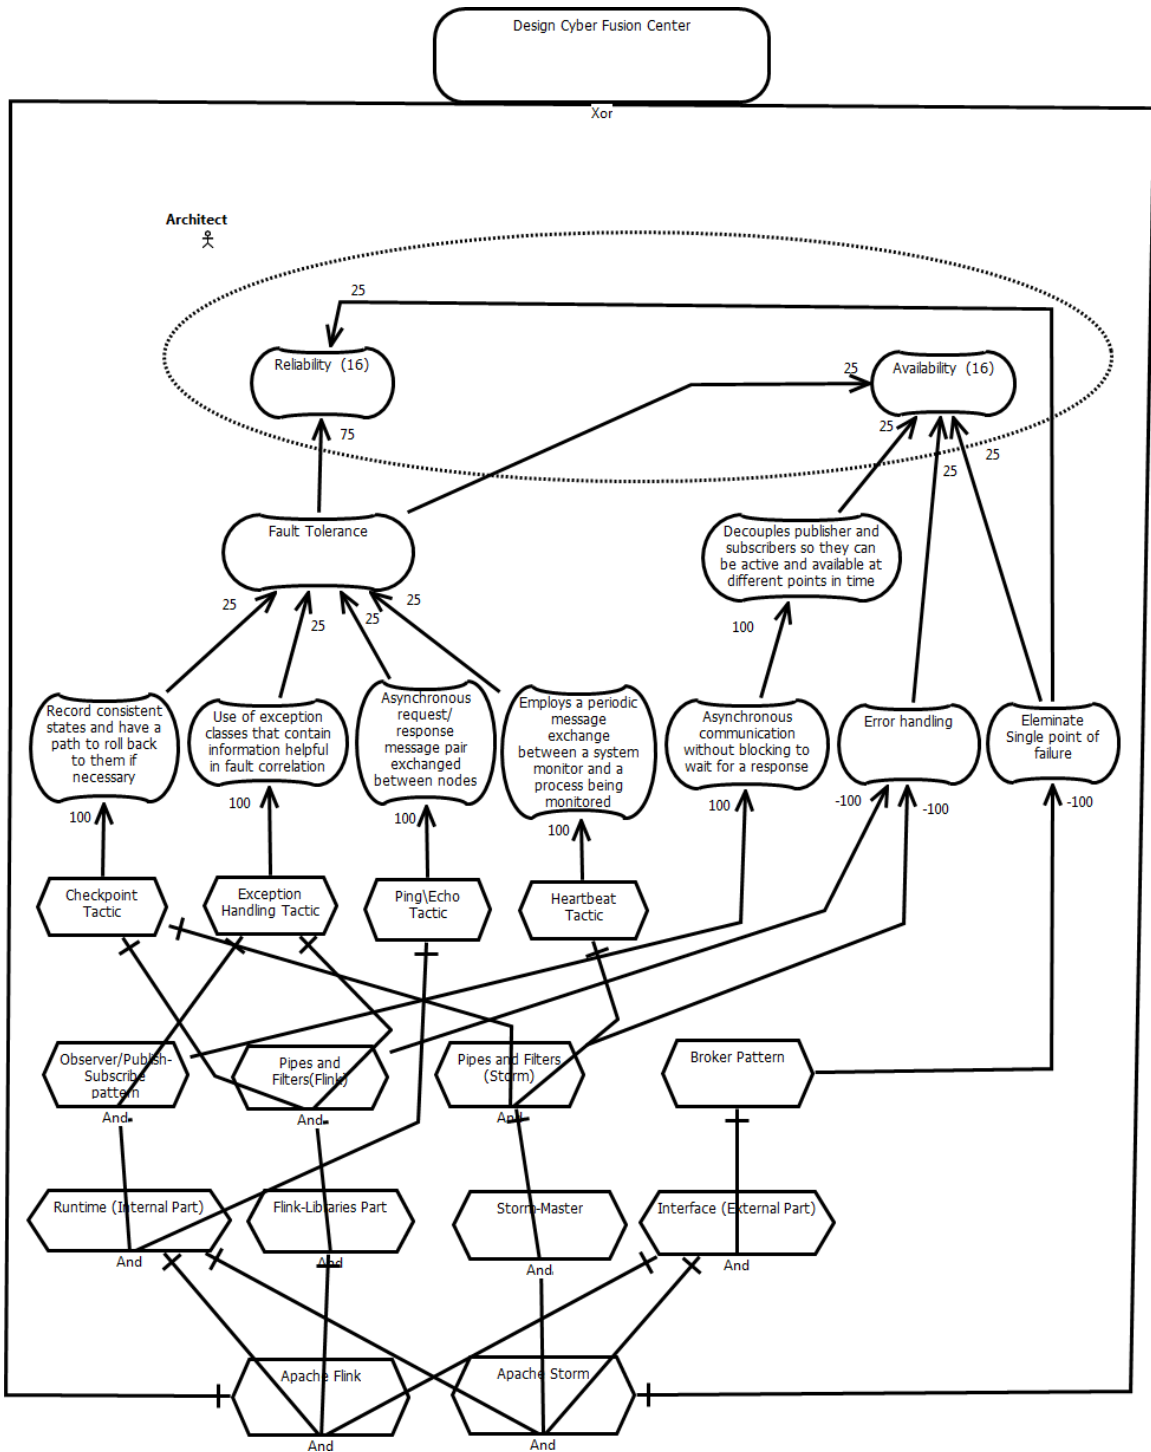 Design Cyber Fusion Center
Xor
Architect
25
Reliability  (16)
25
Availability (16)
75
25
25
25
Fault Tolerance
Decouples publisher and
subscribers so they can
be active and available at
different points in time
25
25
25
25
100
Record consistent
states and have a
path to roll back
to them if
necessary
Use of exception
classes that contain
information helpful
in fault correlation
Asynchronous
request/
response
message pair
exchanged
between nodes
Employs a periodic
message
exchange
between a system
monitor and a
process being
monitored
Asynchronous
communication
without blocking to
wait for a response
Error handling
Eleminate
Single point of
failure
100
100
100
100
100
-100
-100
-100
Checkpoint
Tactic
Exception
Handling Tactic
Ping\Echo
Tactic
Heartbeat
Tactic
Observer/Publish-
Subscribe
pattern
Pipes and
Filters(Flink)
Pipes and Filters
(Storm)
Broker Pattern
And
And
And
Runtime (Internal Part)
Flink-Libraries Part
Storm-Master
Interface (External Part)
And
And
And
And
Apache Flink
Apache Storm
And
And